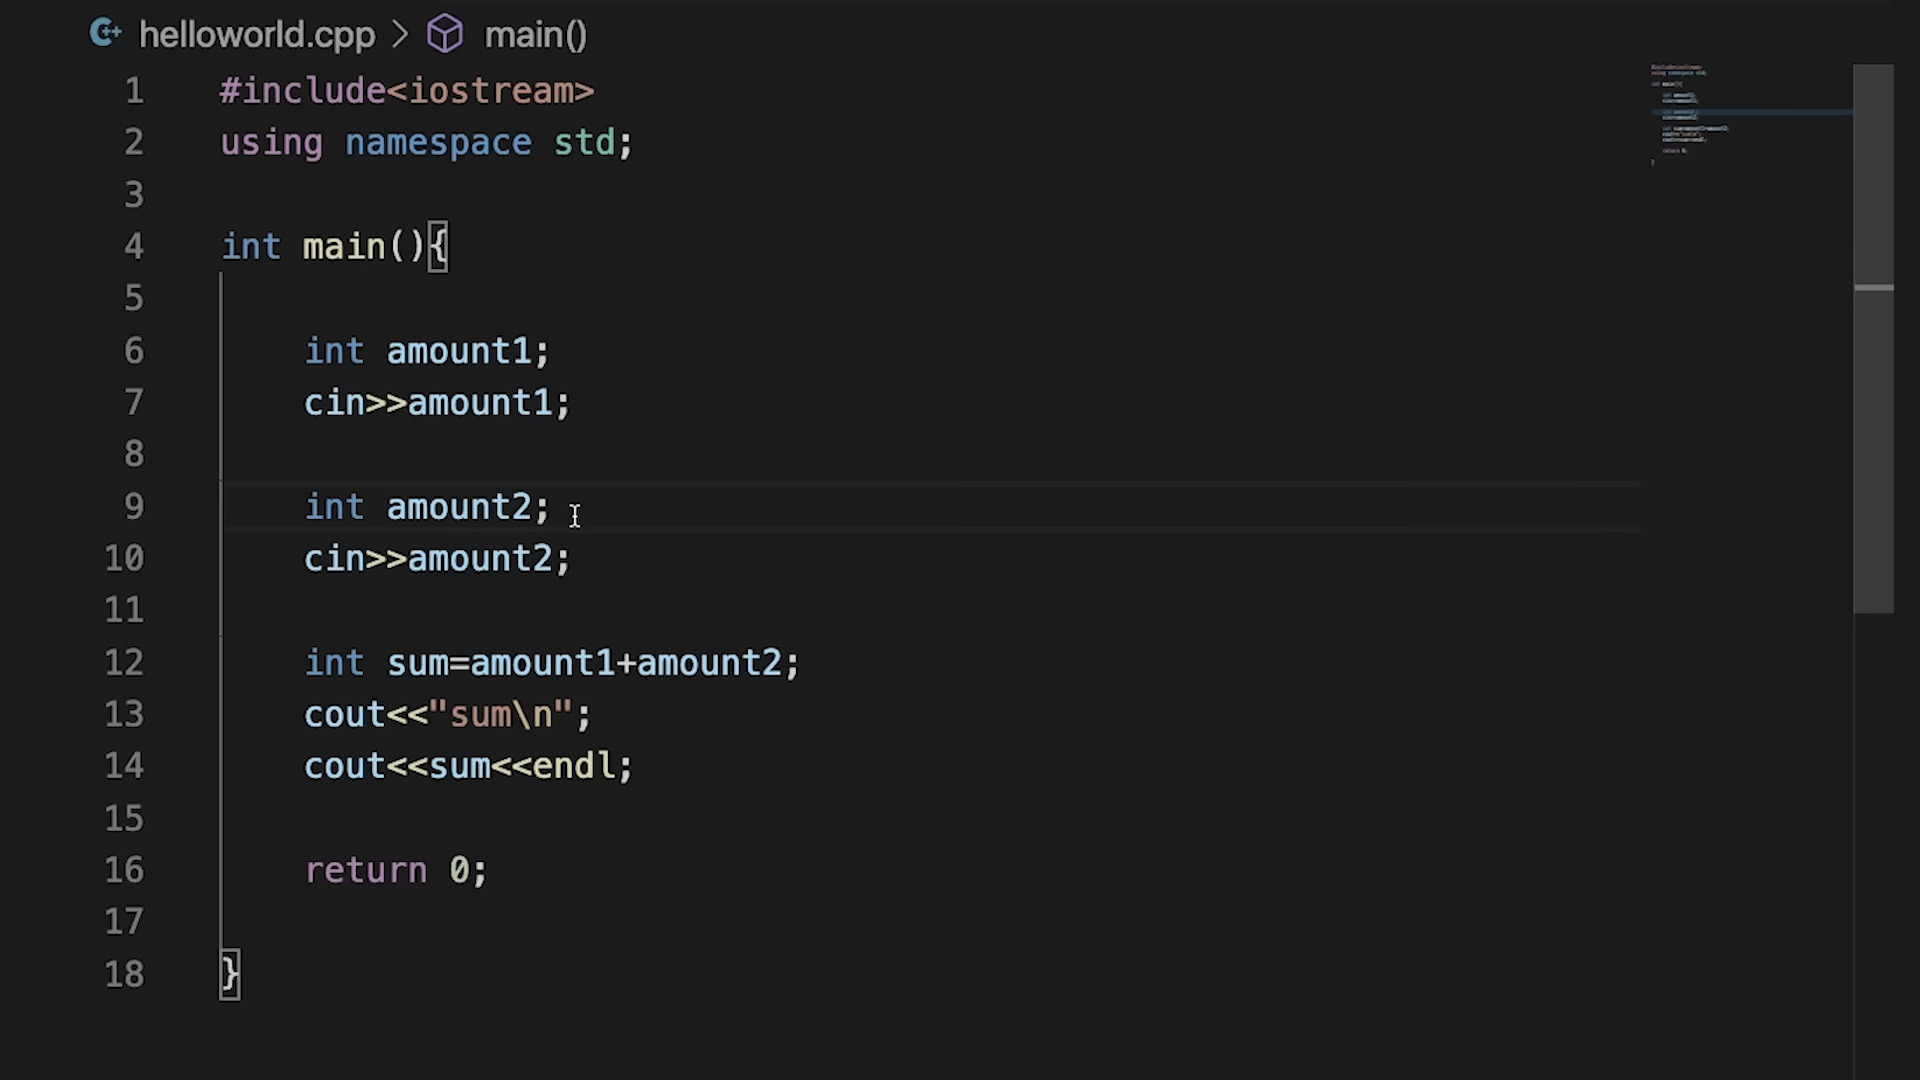 helloworld.cpp > main()
1 #include<iostream>
2 using namespace std;
3
4 int main(){
5
6 int amount1;
7 cin>>amount1;
8
9 int amount2;
10 cin>>amount2;
11
12 int sum=amount1+amount2;
13 cout<<"sum\n";
14 cout<<sum<<endl;
15
16 return 0;
17
18 }